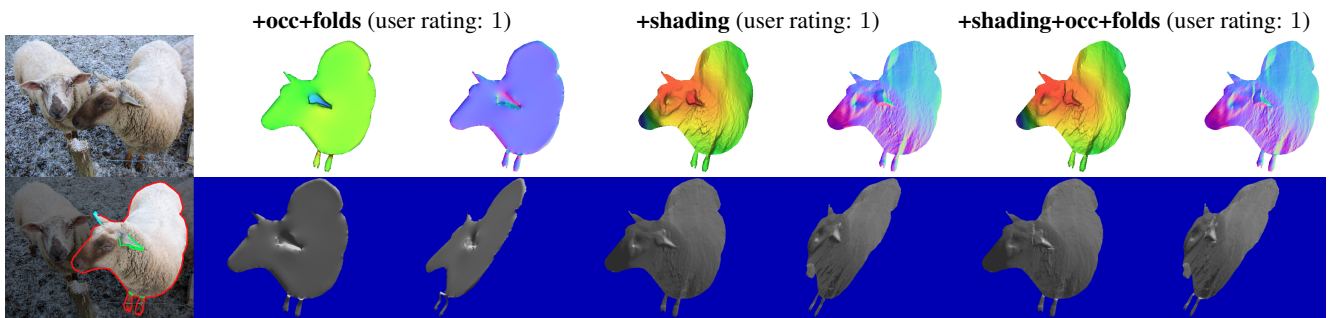 +occ+folds (user rating: 1)
+shading (user rating: 1)
+shading+occ+folds (user rating: 1)